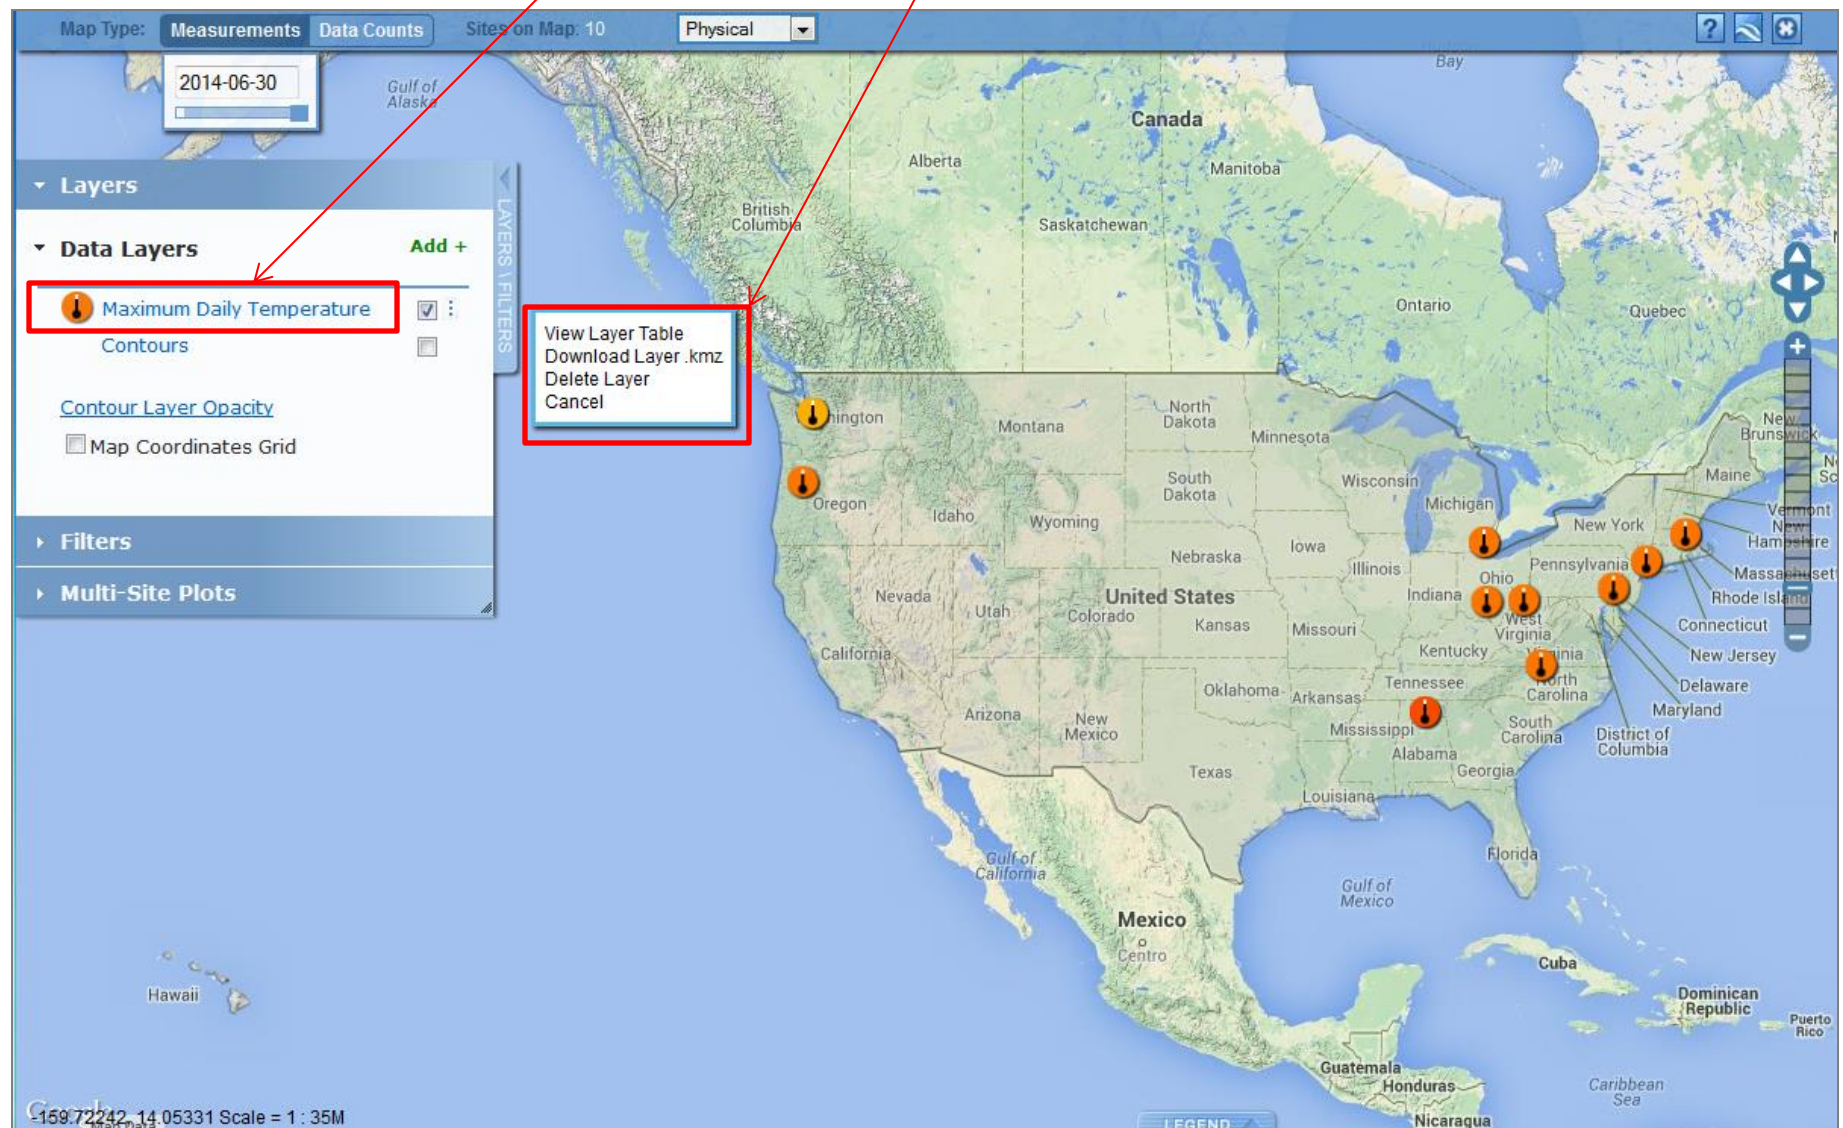 Map Type: Measurements Data Counts Sites on Map: 10 Physical ?
2014-06-30
Gulf of
Alaska
Bay
Canada
Alberta
Manitoba
British
Columbia
Saskatchewan
Ontario
Quebec
Layers
Data Layers Add +
Maximum Daily Temperature
Contours
Contour Layer Opacity
Map Coordinates Grid
Filters
Multi-Site Plots
LAYERS \ FILTERS
View Layer Table
Download Layer .kmz
Delete Layer
Cancel
Montana
North
Dakota
Minnesota
New
Brunswick
Maine
South
Dakota
Wisconsin
Michigan
Oregon
Idaho
Wyoming
New York
Vermont
New
Hampshire
Nebraska
Iowa
Illinois
Ohio
Pennsylvania
Indiana
Rhode Island
Nevada
Utah
Colorado
United States
Kansas
Missouri
West
Virginia
Connecticut
Kentucky
New Jersey
California
Oklahoma
Arkansas
Tennessee
North
Carolina
Delaware
Maryland
Arizona
New
Mexico
Mississippi
Alabama
South
Carolina
District of
Columbia
Texas
Georgia
Louisiana
Florida
Gulf of
California
Gulf of
Mexico
Mexico
Centro
Cuba
Hawaii
Dominican
Republic
Puerto
Rico
Guatemala
Honduras
Caribbean
Sea
Nicaragua
-159.72242, 14.05331 Scale = 1 : 35M
LEGEND